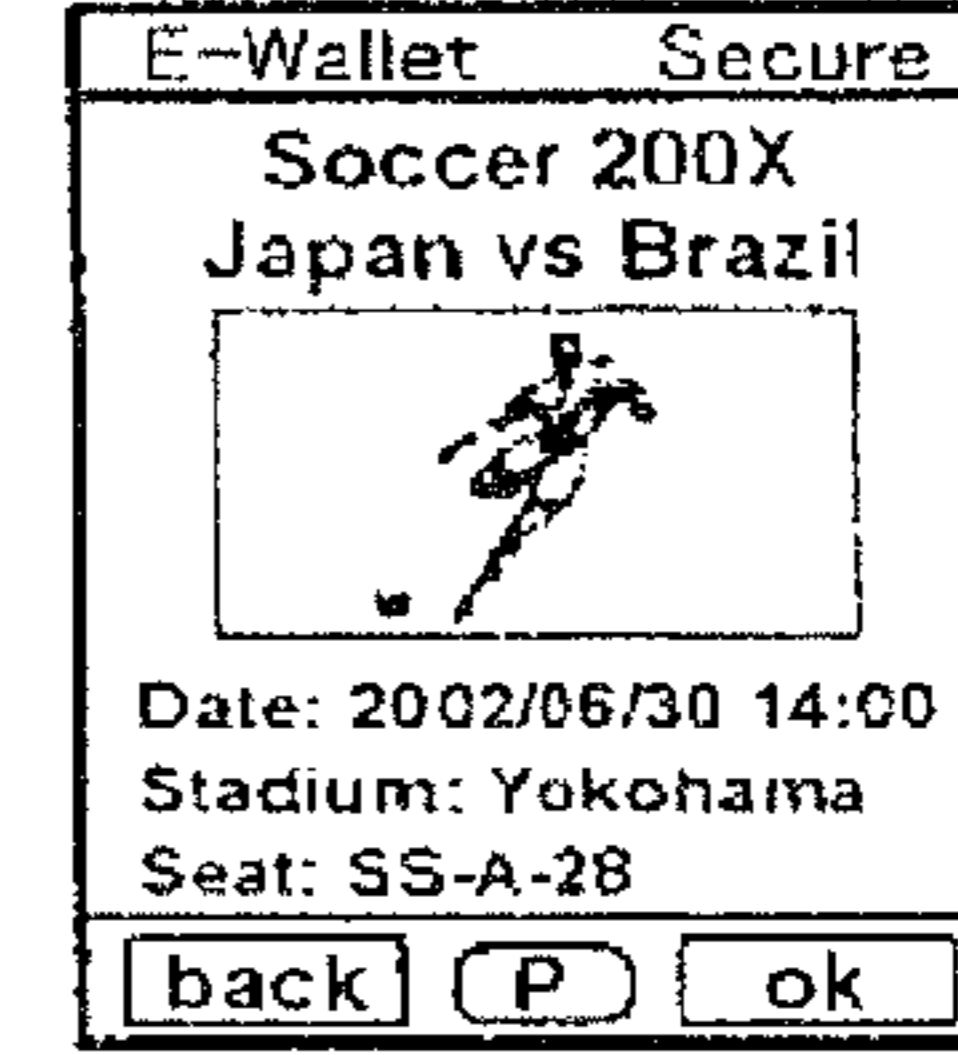 E-Wallet Secure
Soccer 200X
Japan vs Brazil
Date: 2002/06/30 14:00
Stadium: Yokohama
Seat: SS-A-28
back P ok